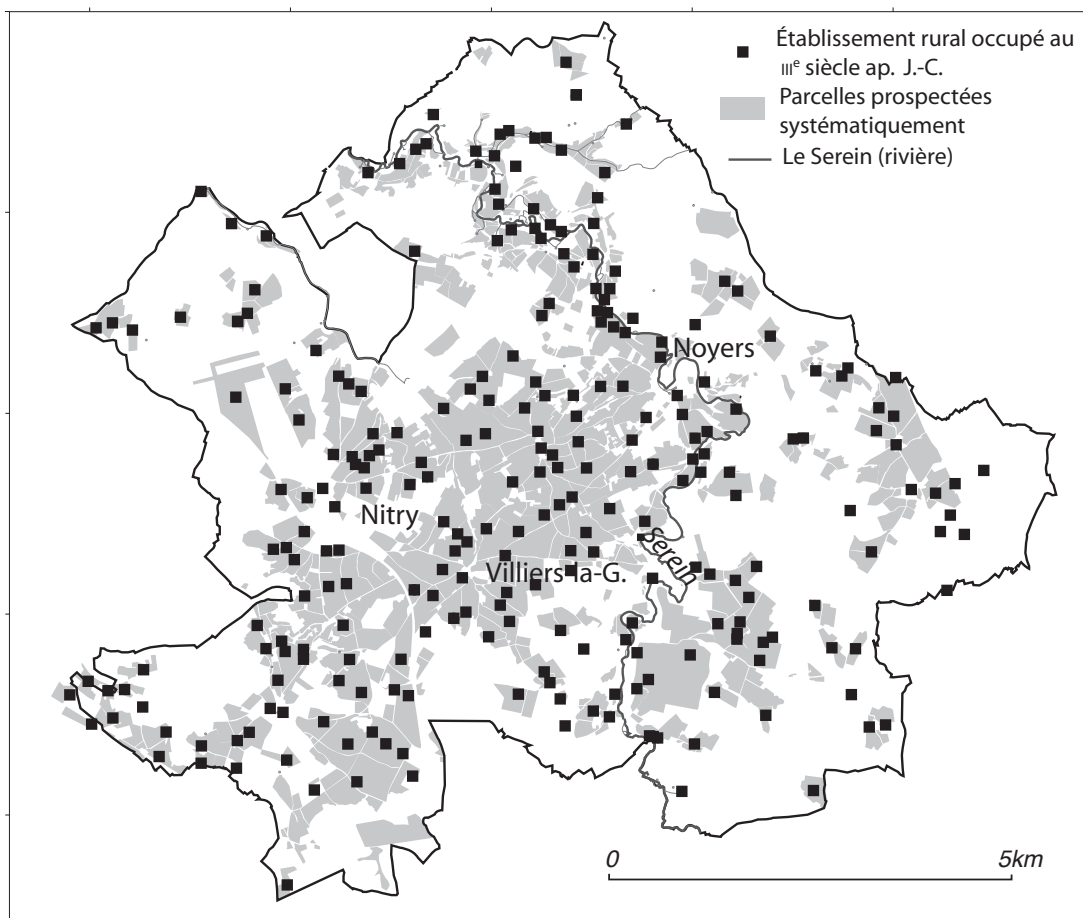 Établissement rural occupé au
IIIe siècle ap. J.-C.
Parcelles prospectées
systématiquement
Le Serein (rivière)
Noyers
Nitry
Serein
Villiers-la-G.
0
5km